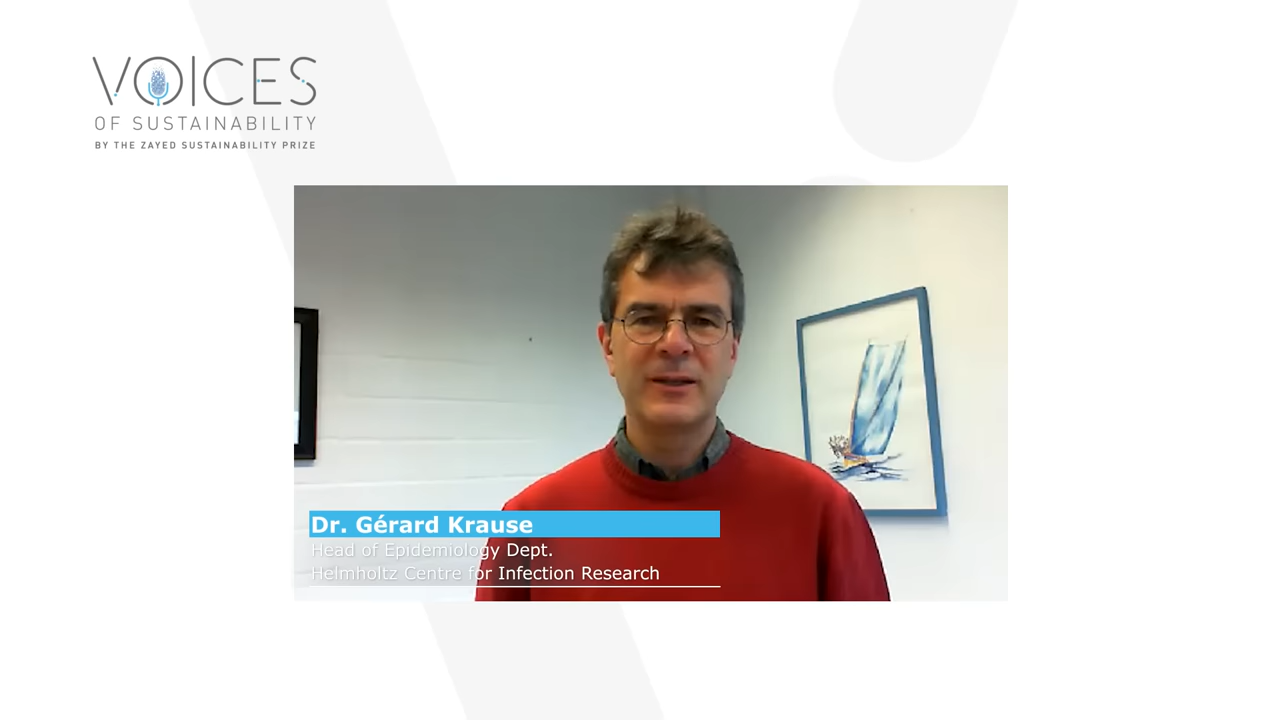 VOICES
OF SUSTAINABILITY
BY THE ZAYED SUSTAINABILITY PRIZE
Dr. Gérard Krause
Head of Epidemiology Dept.
Helmholtz Centre for Infection Research